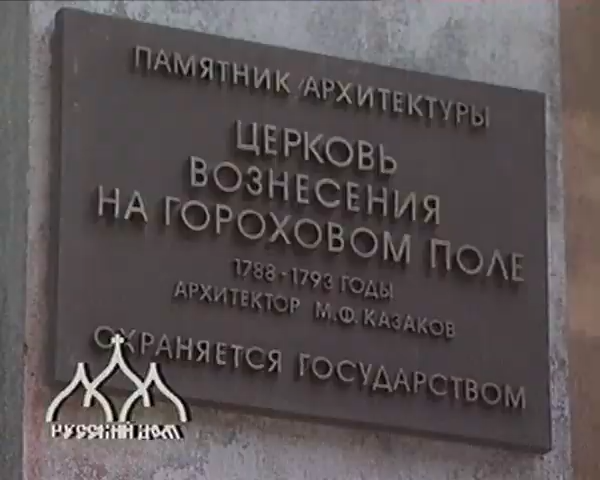 ПАМЯТНИК АРХИТЕКТУРЫ
ЦЕРКОВЬ
ВОЗНЕСЕНИЯ
НА ГОРОХОВОМ ПОЛЕ
1788-1793 ГОДЫ
АРХИТЕКТОР М.Ф. КАЗАКОВ
ОХРАНЯЕТСЯ ГОСУДАРСТВОМ
РУССКИЙ ДОМ